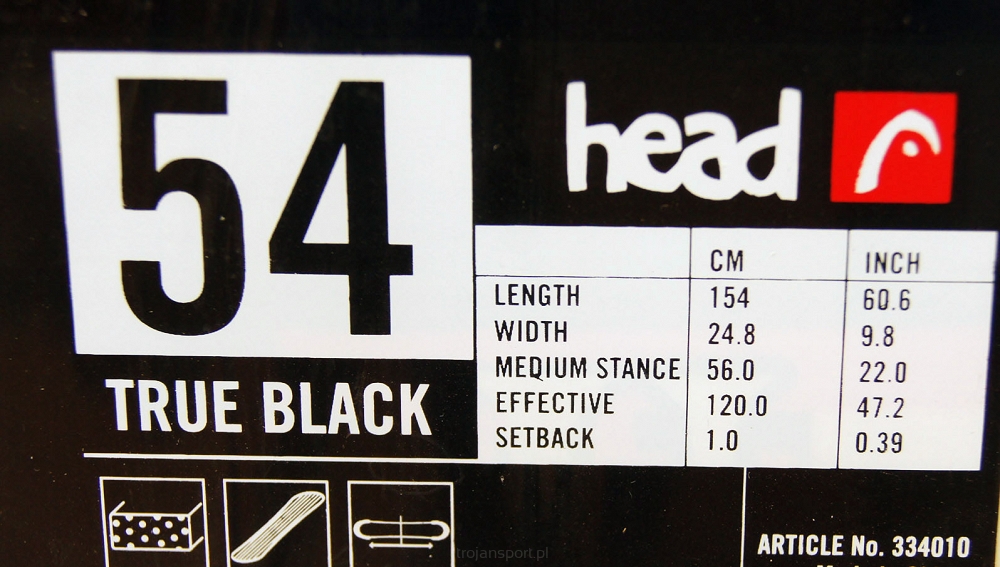 54
TRUE BLACK
head
CM INCH
LENGTH 154 60.6
WIDTH 24.8 9.8
MEDIUM STANCE 56.0 22.0
EFFECTIVE 120.0 47.2
SETBACK 1.0 0.39
trojansport.pl
ARTICLE No. 334010